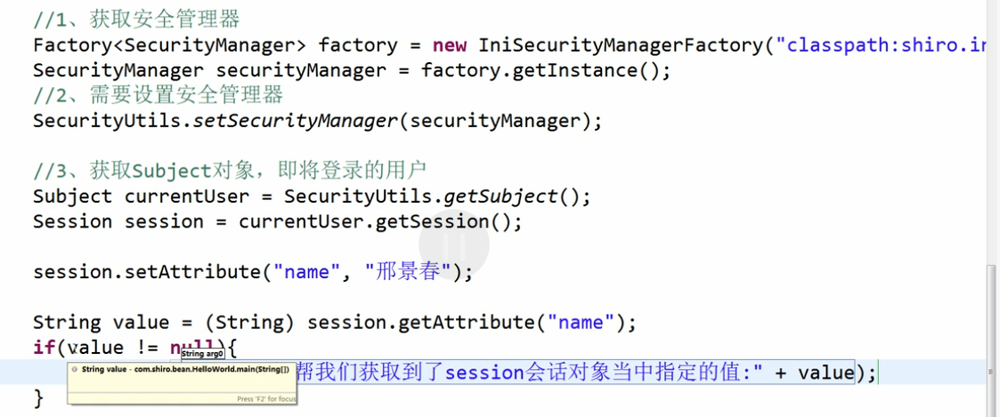 //1、获取安全管理器
Factory<SecurityManager> factory = new IniSecurityManagerFactory("classpath:shiro.in
SecurityManager securityManager = factory.getInstance();
//2、需要设置安全管理器
SecurityUtils.setSecurityManager(securityManager);
//3、获取Subject对象，即将登录的用户
Subject currentUser = SecurityUtils.getSubject();
Session session = currentUser.getSession();
session.setAttribute("name", "邢景春");
String value = (String) session.getAttribute("name");
if(value != null){
String arg0
String value - com.shiro.bean.HelloWorld.main(String[])
帮我们获取到了session会话对象当中指定的值:" + value);
Press 'F2' for focus
}